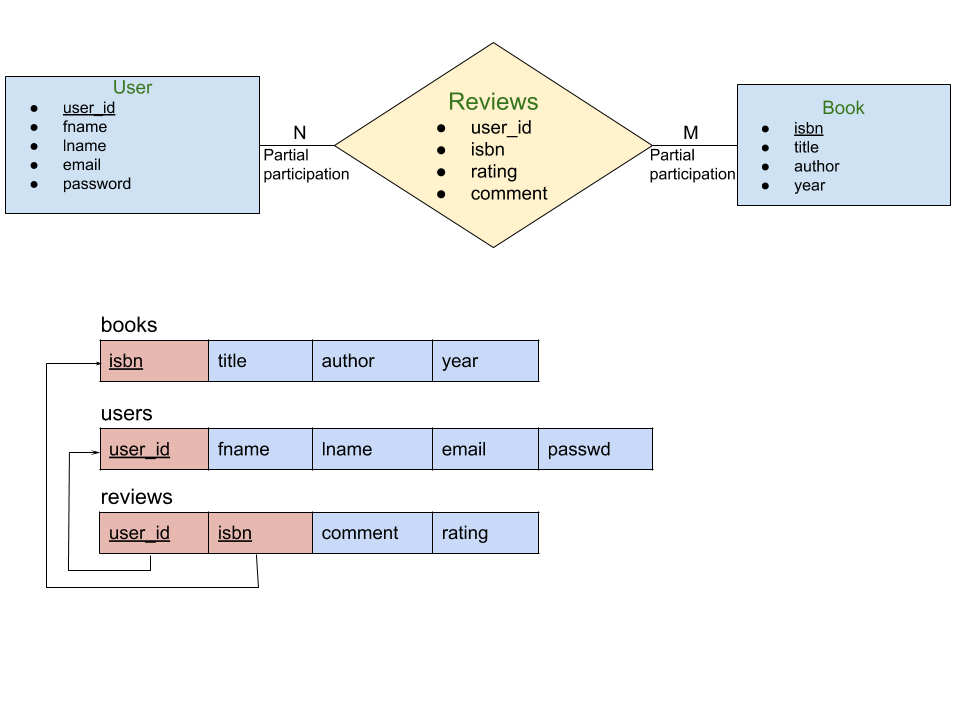 User
● user_id
● fname
● lname
● email
● password
N
Partial
participation
Reviews
● user_id
● isbn
● rating
● comment
M
Partial
participation
Book
● isbn
● title
● author
● year
books
isbn title author year
users
user_id fname lname email passwd
reviews
user_id isbn comment rating